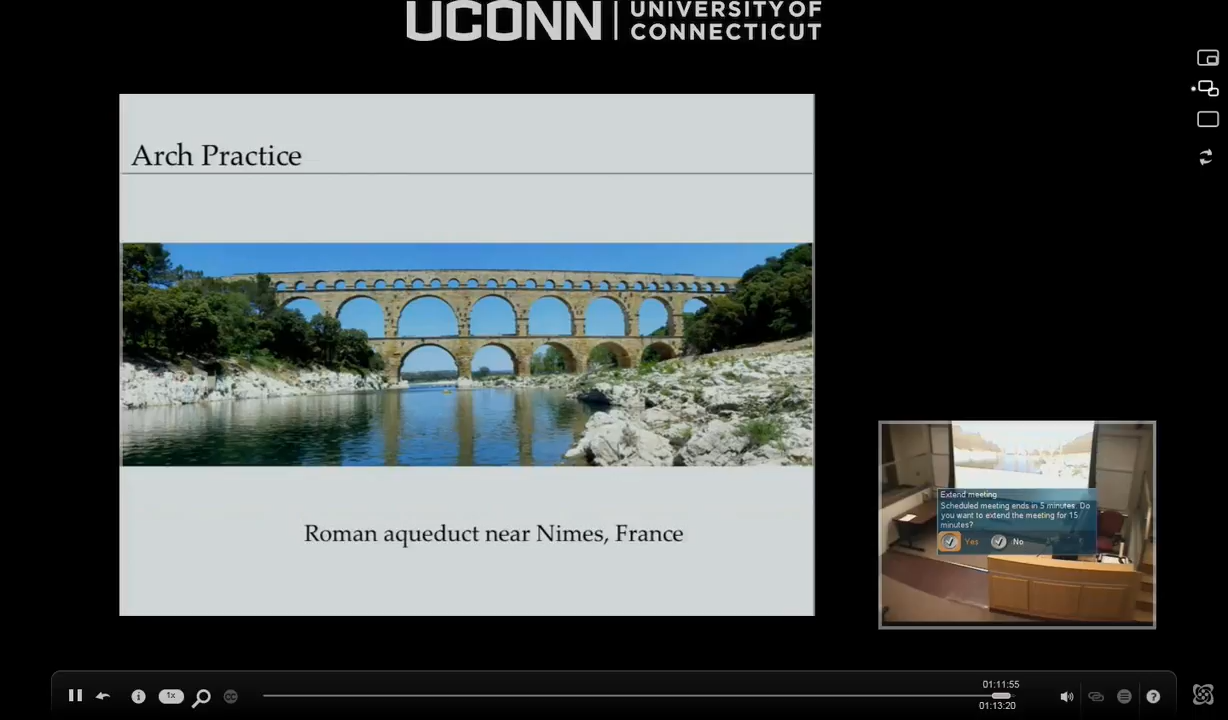 UCONN
UNIVERSITY OF
CONNECTICUT
Arch Practice
Roman aqueduct near Nimes, France
Extend meeting
Scheduled meeting ends in 5 minutes. Do
you want to extend the meeting for 15
minutes?
Yes No
1x
01:11:55
01:13:20